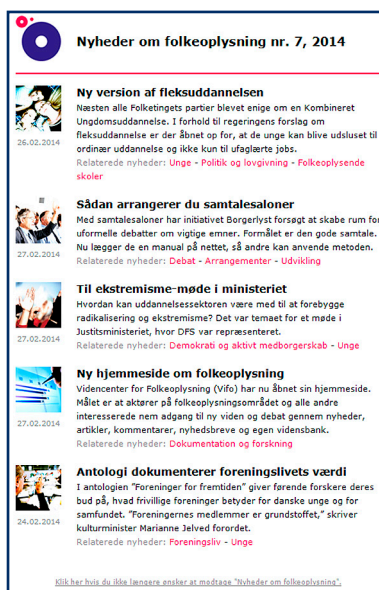 Nyheder om folkeoplysning nr. 7, 2014
Ny version af fleksuddannelsen
Næsten alle Folketingets partier blevet enige om en Kombineret
Ungdomsuddannelse. I forhold til regeringens forslag om
fleksuddannelse er der åbnet op for, at de unge kan blive udsluset til
ordinær uddannelse og ikke kun til ufaglærte jobs.
26.02.2014
Relaterede nyheder: Unge - Politik og lovgivning - Folkeoplysende
skoler
Sådan arrangerer du samtalesaloner
Med samtalesaloner har initiativet Borgerlyst forsøgt at skabe rum for
uformelle debatter om vigtige emner. Formålet er den gode samtale.
Nu lægger de en manual på nettet, så andre kan anvende metoden.
27.02.2014
Relaterede nyheder: Debat - Arrangementer - Udvikling
Til ekstremisme-møde i ministeriet
Hvordan kan uddannelsessektoren være med til at forebygge
radikalisering og ekstremisme? Det var temaet for et møde i
Justitsministeriet, hvor DFS var repræsenteret.
27.02.2014
Relaterede nyheder: Demokrati og aktivt medborgerskab - Unge
Ny hjemmeside om folkeoplysning
Videncenter for Folkeoplysning (Vifo) har nu åbnet sin hjemmeside.
Målet er at aktører på folkeoplysningsområdet og alle andre
interesserede nem adgang til ny viden og debat gennem nyheder,
artikler, kommentarer, nyhedsbreve og egen vidensbank.
27.02.2014
Relaterede nyheder: Dokumentation og forskning
Antologi dokumenterer foreningslivets værdi
I antologien "Foreninger for fremtiden" giver førende forskere deres
bud på, hvad frivillige foreninger betyder for danske unge og for
samfundet. "Foreningernes medlemmer er grundstoffet," skriver
kulturminister Marianne Jelved forordet.
24.02.2014
Relaterede nyheder: Foreningsliv - Unge
Klik her hvis du ikke længere ønsker at modtage "Nyheder om folkeoplysning".